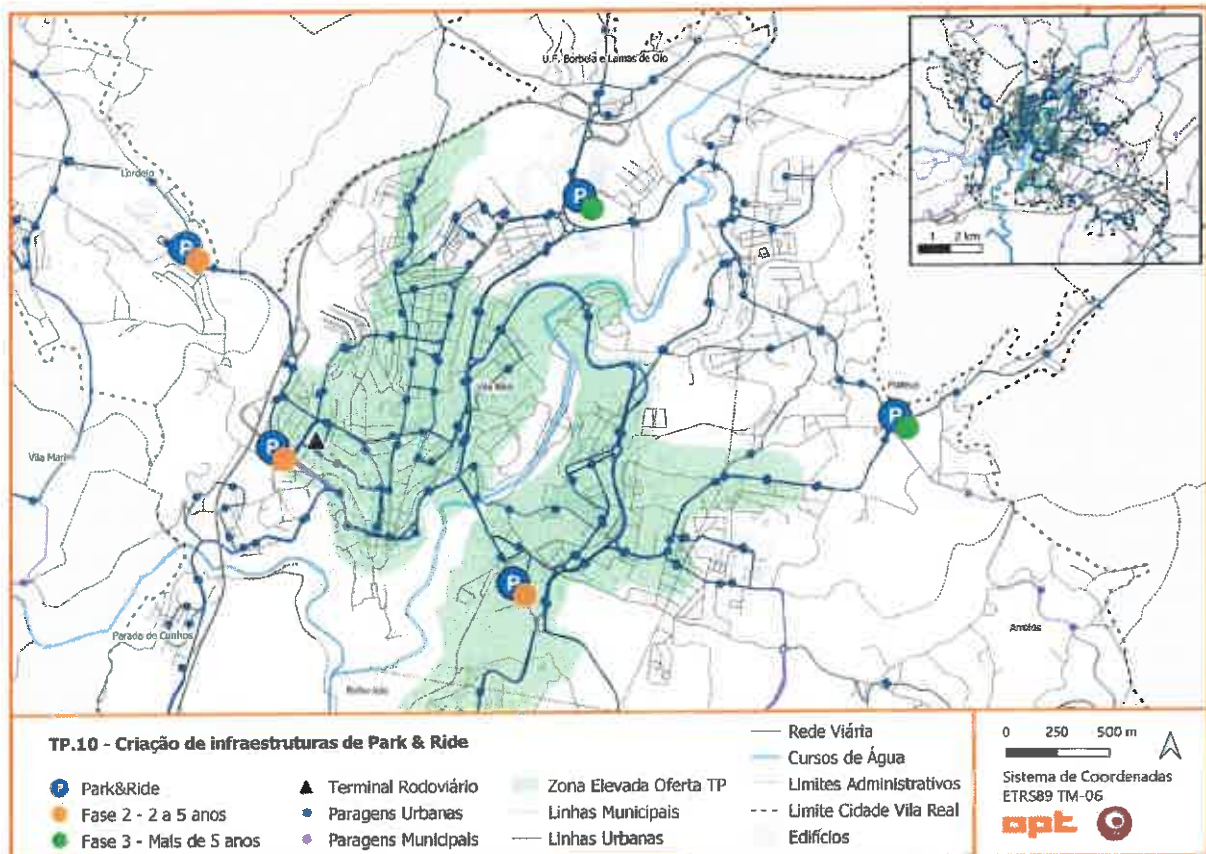 U.F. Borbela e Lamas de Olo
Lordelo
1 2 km
Vila Real
Mateus
Vila Marim
Parada de Cunhos
Arroios
TP.10 - Criação de infraestruturas de Park & Ride
P Park&Ride
Fase 2 - 2 a 5 anos
Fase 3 - Mais de 5 anos
Terminal Rodoviário
Paragens Urbanas
Paragens Municipais
Zona Elevada Oferta TP
Linhas Municipais
Linhas Urbanas
Rede Viária
Cursos de Água
Limites Administrativos
Limite Cidade Vila Real
Edifícios
0 250 500 m
Sistema de Coordenadas
ETRS89 TM-06
opt